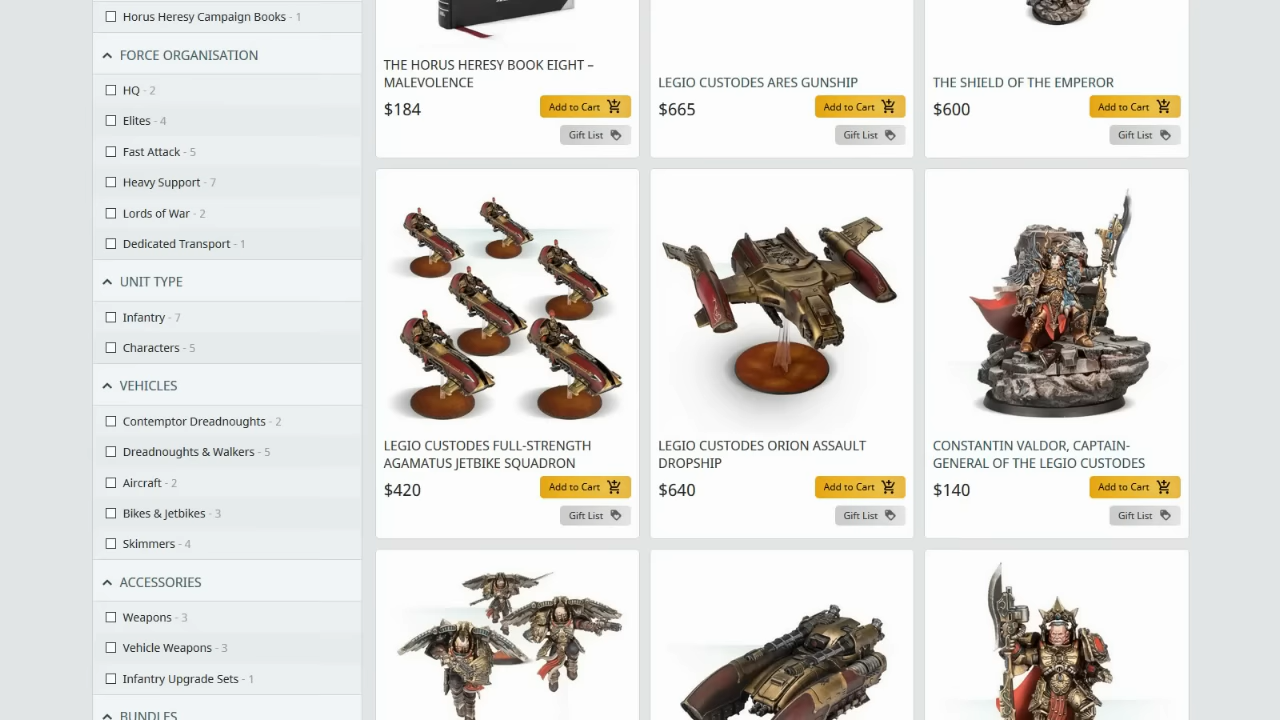 Horus Heresy Campaign Books - 1
FORCE ORGANISATION
HQ - 2
Elites - 4
Fast Attack - 5
Heavy Support - 7
Lords of War - 2
Dedicated Transport - 1
UNIT TYPE
Infantry - 7
Characters - 5
VEHICLES
Contemptor Dreadnoughts - 2
Dreadnoughts & Walkers - 5
Aircraft - 2
Bikes & Jetbikes - 3
Skimmers - 4
ACCESSORIES
Weapons - 3
Vehicle Weapons - 3
Infantry Upgrade Sets - 1
BUNDLES
THE HORUS HERESY BOOK EIGHT –
MALEVOLENCE
$184
Add to Cart
Gift List
LEGIO CUSTODES ARES GUNSHIP
$665
Add to Cart
Gift List
THE SHIELD OF THE EMPEROR
$600
Add to Cart
Gift List
LEGIO CUSTODES FULL-STRENGTH
AGAMATUS JETBIKE SQUADRON
$420
Add to Cart
Gift List
LEGIO CUSTODES ORION ASSAULT
DROPSHIP
$640
Add to Cart
Gift List
CONSTANTIN VALDOR, CAPTAIN-
GENERAL OF THE LEGIO CUSTODES
$140
Add to Cart
Gift List